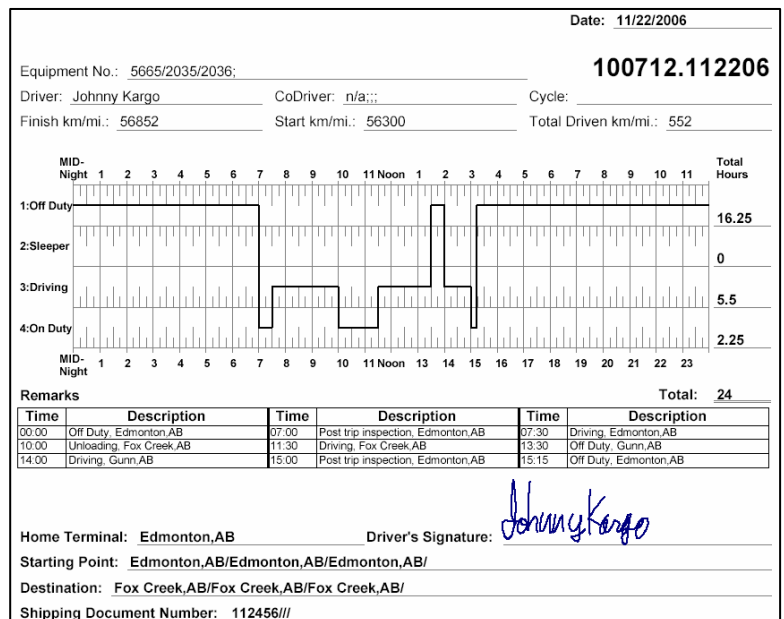 Date: 11/22/2006
100712.112206
Equipment No.: 5665/2035/2036;
Driver: Johnny Kargo CoDriver: n/a;;; Cycle:
Finish km/mi.: 56852 Start km/mi.: 56300 Total Driven km/mi.: 552
MID-Night 1 2 3 4 5 6 7 8 9 10 11 Noon 1 2 3 4 5 6 7 8 9 10 11 Total Hours
1:Off Duty 16.25
2:Sleeper 0
3:Driving 5.5
4:On Duty 2.25
MID-Night 1 2 3 4 5 6 7 8 9 10 11 Noon 13 14 15 16 17 18 19 20 21 22 23
Remarks Total: 24
Time Description Time Description Time Description
00:00 Off Duty, Edmonton,AB 07:00 Post trip inspection, Edmonton,AB 07:30 Driving, Edmonton,AB
10:00 Unloading, Fox Creek,AB 11:30 Driving, Fox Creek,AB 13:30 Off Duty, Gunn,AB
14:00 Driving, Gunn,AB 15:00 Post trip inspection, Edmonton,AB 15:15 Off Duty, Edmonton,AB
Home Terminal: Edmonton,AB Driver's Signature: Johnny Kargo
Starting Point: Edmonton,AB/Edmonton,AB/Edmonton,AB/
Destination: Fox Creek,AB/Fox Creek,AB/Fox Creek,AB/
Shipping Document Number: 112456///